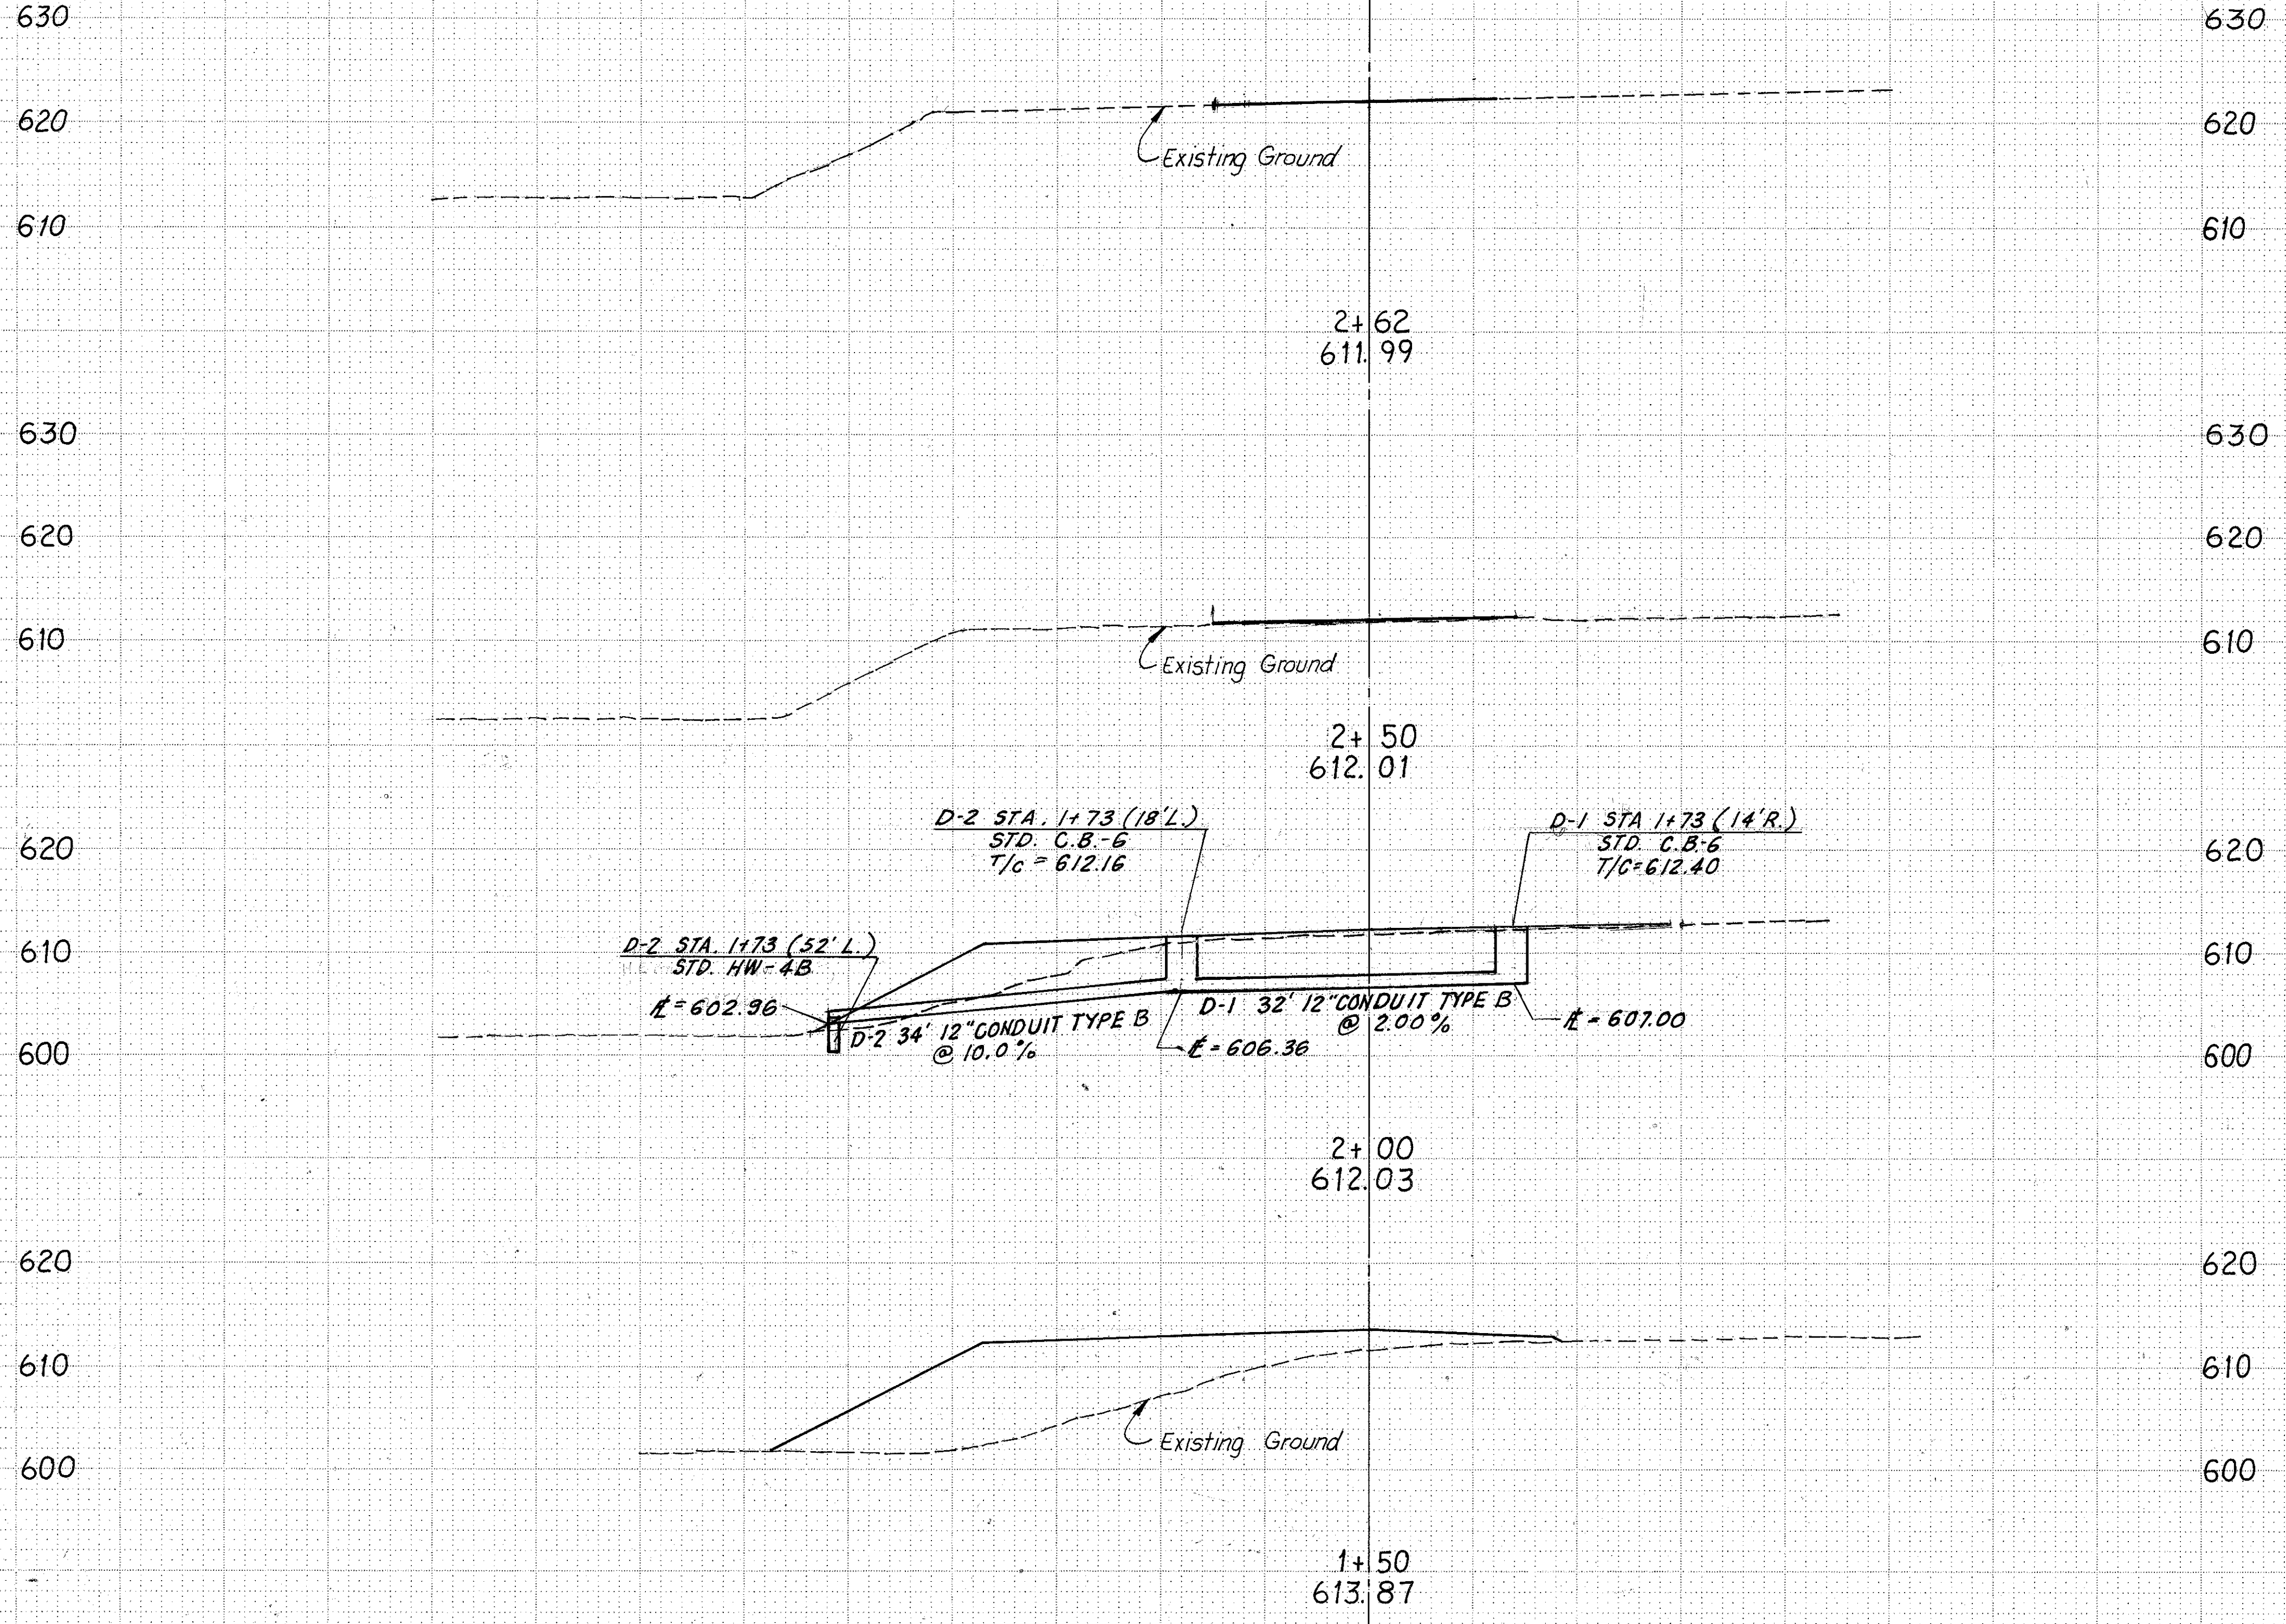 630 630
620 620
Existing Ground
610 610
2+62
611.99
630 630
620 620
610 610
Existing Ground
2+50
612.01
D-2 STA. 1+73 (18'L.)
STD. C.B.-6
T/C = 612.16
D-1 STA 1+73 (14'R.)
STD. C.B-6
T/C=612.40
620 620
D-2 STA. 1+73 (52' L.)
STD. HW-4B
610 610
℄ = 602.96
D-1 32' 12" CONDUIT TYPE B
@ 2.00%
℄ = 607.00
D-2 34' 12" CONDUIT TYPE B
@ 10.0%
℄ = 606.36
600 600
2+00
612.03
620 620
610 610
Existing Ground
600 600
1+50
613.87